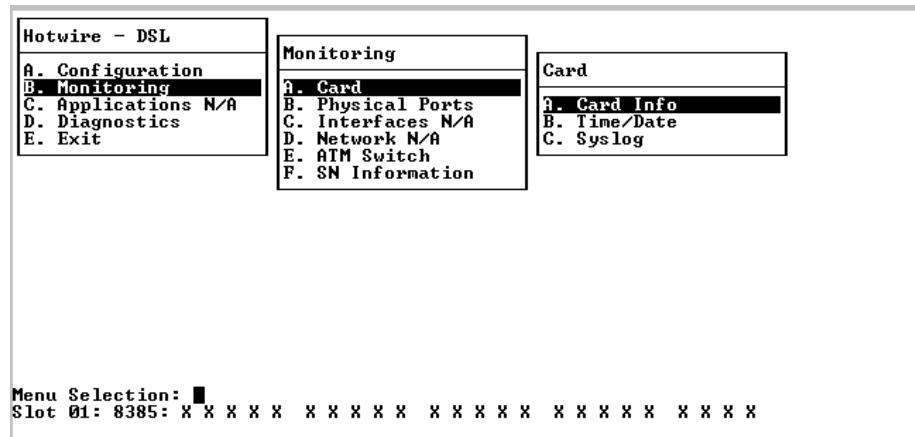 Hotwire - DSL
A. Configuration
B. Monitoring
C. Applications N/A
D. Diagnostics
E. Exit
Monitoring
A. Card
B. Physical Ports
C. Interfaces N/A
D. Network N/A
E. ATM Switch
F. SN Information
Card
A. Card Info
B. Time/Date
C. Syslog
Menu Selection:
Slot 01: 8385: X X X X X  X X X X X  X X X X X  X X X X X  X X X X